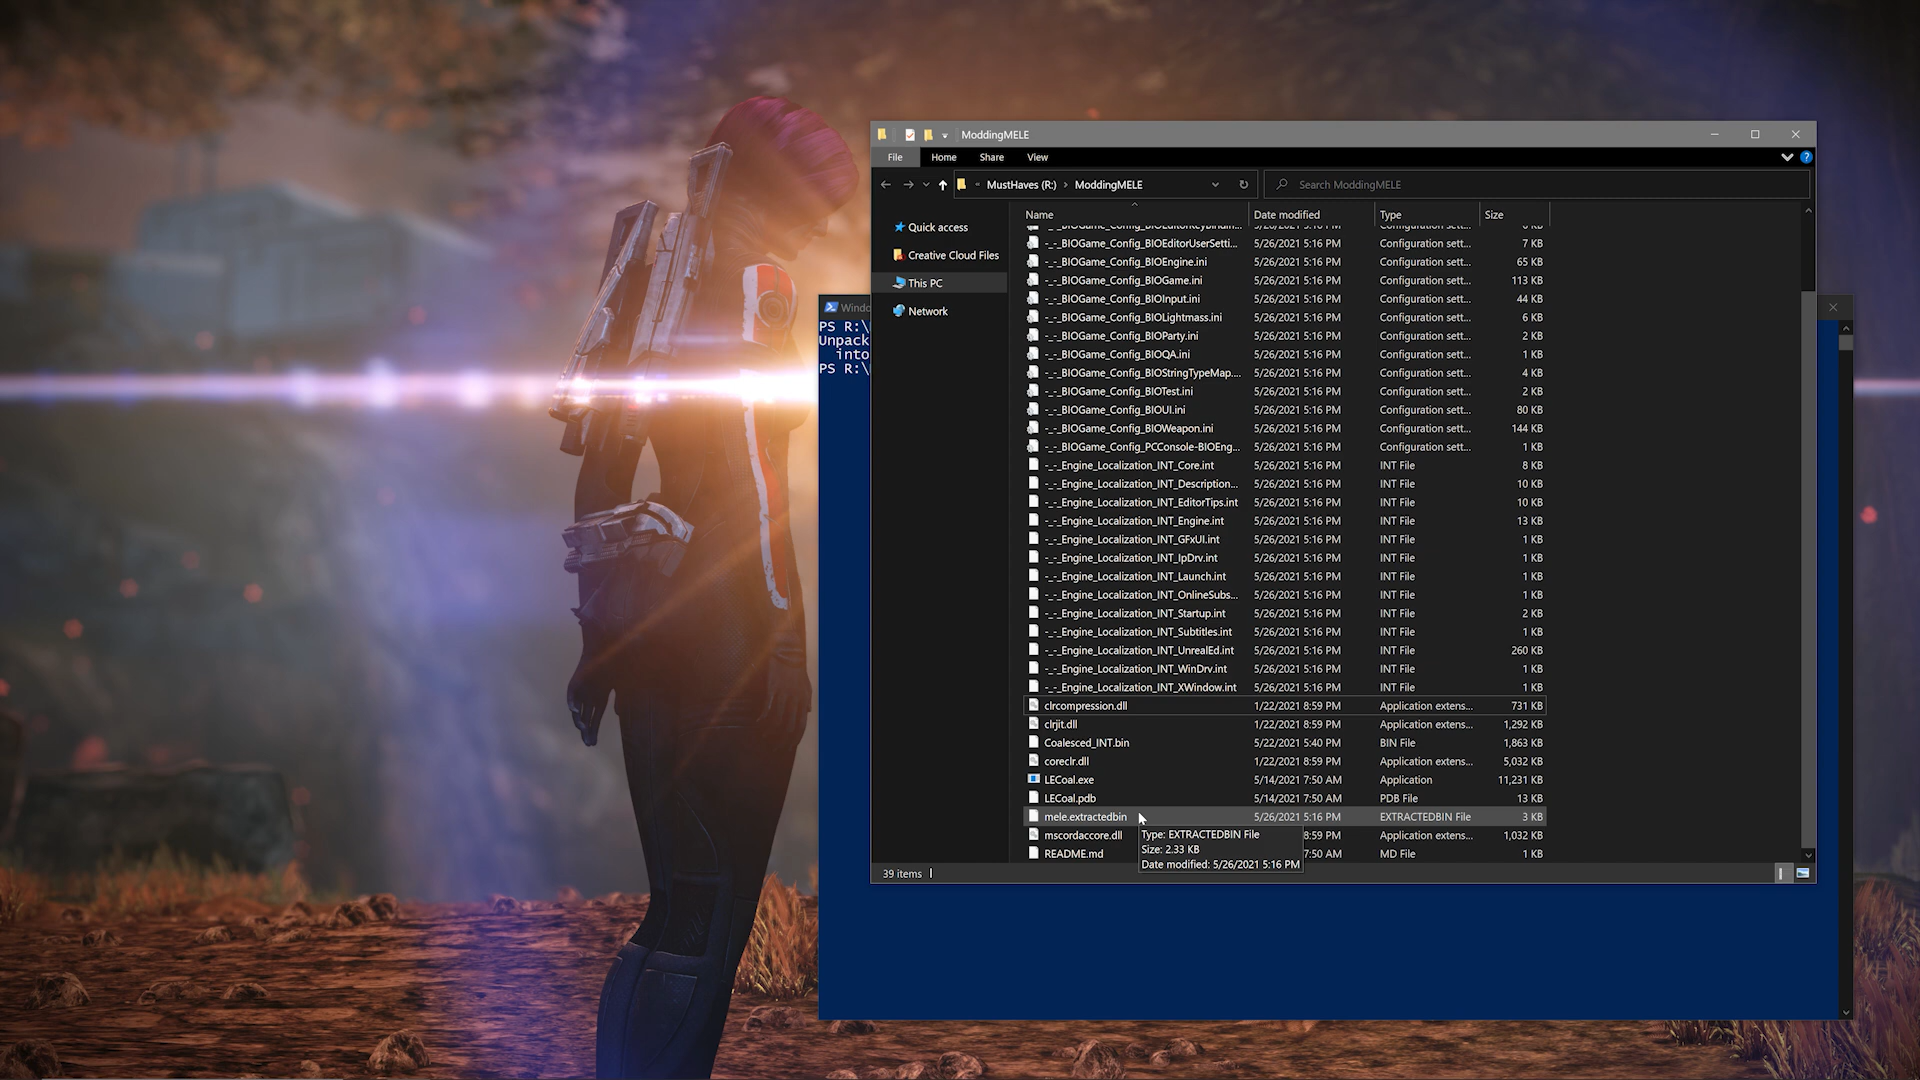 ModdingMELE
File Home Share View
MustHaves (R:) › ModdingMELE
Search ModdingMELE
Quick access
Creative Cloud Files
This PC
Network
Name Date modified Type Size
-_-_BIOGame_Config_BIOEditorUserSetti... 5/26/2021 5:16 PM Configuration sett... 7 KB
-_-_BIOGame_Config_BIOEngine.ini 5/26/2021 5:16 PM Configuration sett... 65 KB
-_-_BIOGame_Config_BIOGame.ini 5/26/2021 5:16 PM Configuration sett... 113 KB
-_-_BIOGame_Config_BIOInput.ini 5/26/2021 5:16 PM Configuration sett... 44 KB
-_-_BIOGame_Config_BIOLightmass.ini 5/26/2021 5:16 PM Configuration sett... 6 KB
-_-_BIOGame_Config_BIOParty.ini 5/26/2021 5:16 PM Configuration sett... 2 KB
-_-_BIOGame_Config_BIOQA.ini 5/26/2021 5:16 PM Configuration sett... 1 KB
-_-_BIOGame_Config_BIOStringTypeMap.... 5/26/2021 5:16 PM Configuration sett... 4 KB
-_-_BIOGame_Config_BIOTest.ini 5/26/2021 5:16 PM Configuration sett... 2 KB
-_-_BIOGame_Config_BIOUI.ini 5/26/2021 5:16 PM Configuration sett... 80 KB
-_-_BIOGame_Config_BIOWeapon.ini 5/26/2021 5:16 PM Configuration sett... 144 KB
-_-_BIOGame_Config_PCConsole-BIOEng... 5/26/2021 5:16 PM Configuration sett... 1 KB
-_-_Engine_Localization_INT_Core.int 5/26/2021 5:16 PM INT File 8 KB
-_-_Engine_Localization_INT_Description... 5/26/2021 5:16 PM INT File 10 KB
-_-_Engine_Localization_INT_EditorTips.int 5/26/2021 5:16 PM INT File 10 KB
-_-_Engine_Localization_INT_Engine.int 5/26/2021 5:16 PM INT File 13 KB
-_-_Engine_Localization_INT_GFxUI.int 5/26/2021 5:16 PM INT File 1 KB
-_-_Engine_Localization_INT_IpDrv.int 5/26/2021 5:16 PM INT File 1 KB
-_-_Engine_Localization_INT_Launch.int 5/26/2021 5:16 PM INT File 1 KB
-_-_Engine_Localization_INT_OnlineSubs... 5/26/2021 5:16 PM INT File 1 KB
-_-_Engine_Localization_INT_Startup.int 5/26/2021 5:16 PM INT File 2 KB
-_-_Engine_Localization_INT_Subtitles.int 5/26/2021 5:16 PM INT File 1 KB
-_-_Engine_Localization_INT_UnrealEd.int 5/26/2021 5:16 PM INT File 260 KB
-_-_Engine_Localization_INT_WinDrv.int 5/26/2021 5:16 PM INT File 1 KB
-_-_Engine_Localization_INT_XWindow.int 5/26/2021 5:16 PM INT File 1 KB
clrcompression.dll 1/22/2021 8:59 PM Application extens... 731 KB
clrjit.dll 1/22/2021 8:59 PM Application extens... 1,292 KB
Coalesced_INT.bin 5/22/2021 5:40 PM BIN File 1,863 KB
coreclr.dll 1/22/2021 8:59 PM Application extens... 5,032 KB
LECoal.exe 5/14/2021 7:50 AM Application 11,231 KB
LECoal.pdb 5/14/2021 7:50 AM PDB File 13 KB
mele.extractedbin 5/26/2021 5:16 PM EXTRACTEDBIN File 3 KB
mscordaccore.dll 8:59 PM Application extens... 1,032 KB
README.md 7:50 AM MD File 1 KB
Type: EXTRACTEDBIN File
Size: 2.33 KB
Date modified: 5/26/2021 5:16 PM
39 items
Windo
PS R:\
Unpack
into
PS R:\